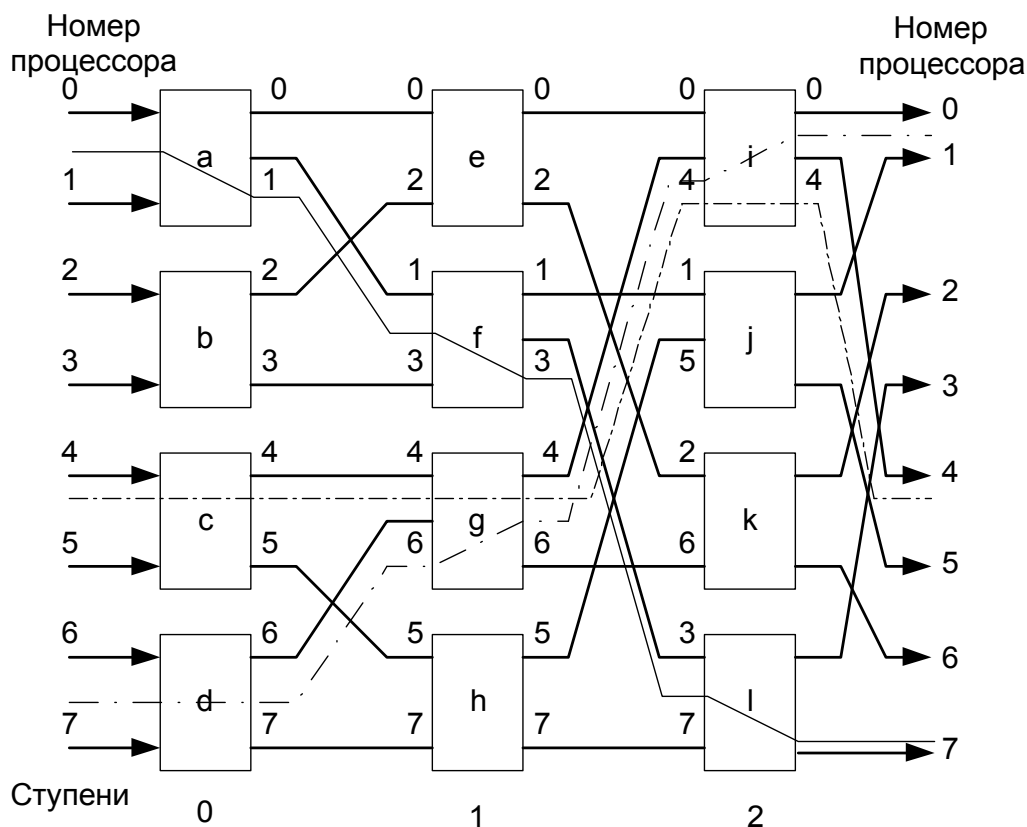 Номер
процессора
Номер
процессора
0 0 0 0 0 0 0
a e i
1 1 2 2 4 4 1
2 2 1 1 1 2
b f j
3 3 3 3 5 3
4 4 4 4 2 4
c g k
5 5 6 6 6 5
6 6 5 5 3 6
d h l
7 7 7 7 7 7
Ступени
0 1 2